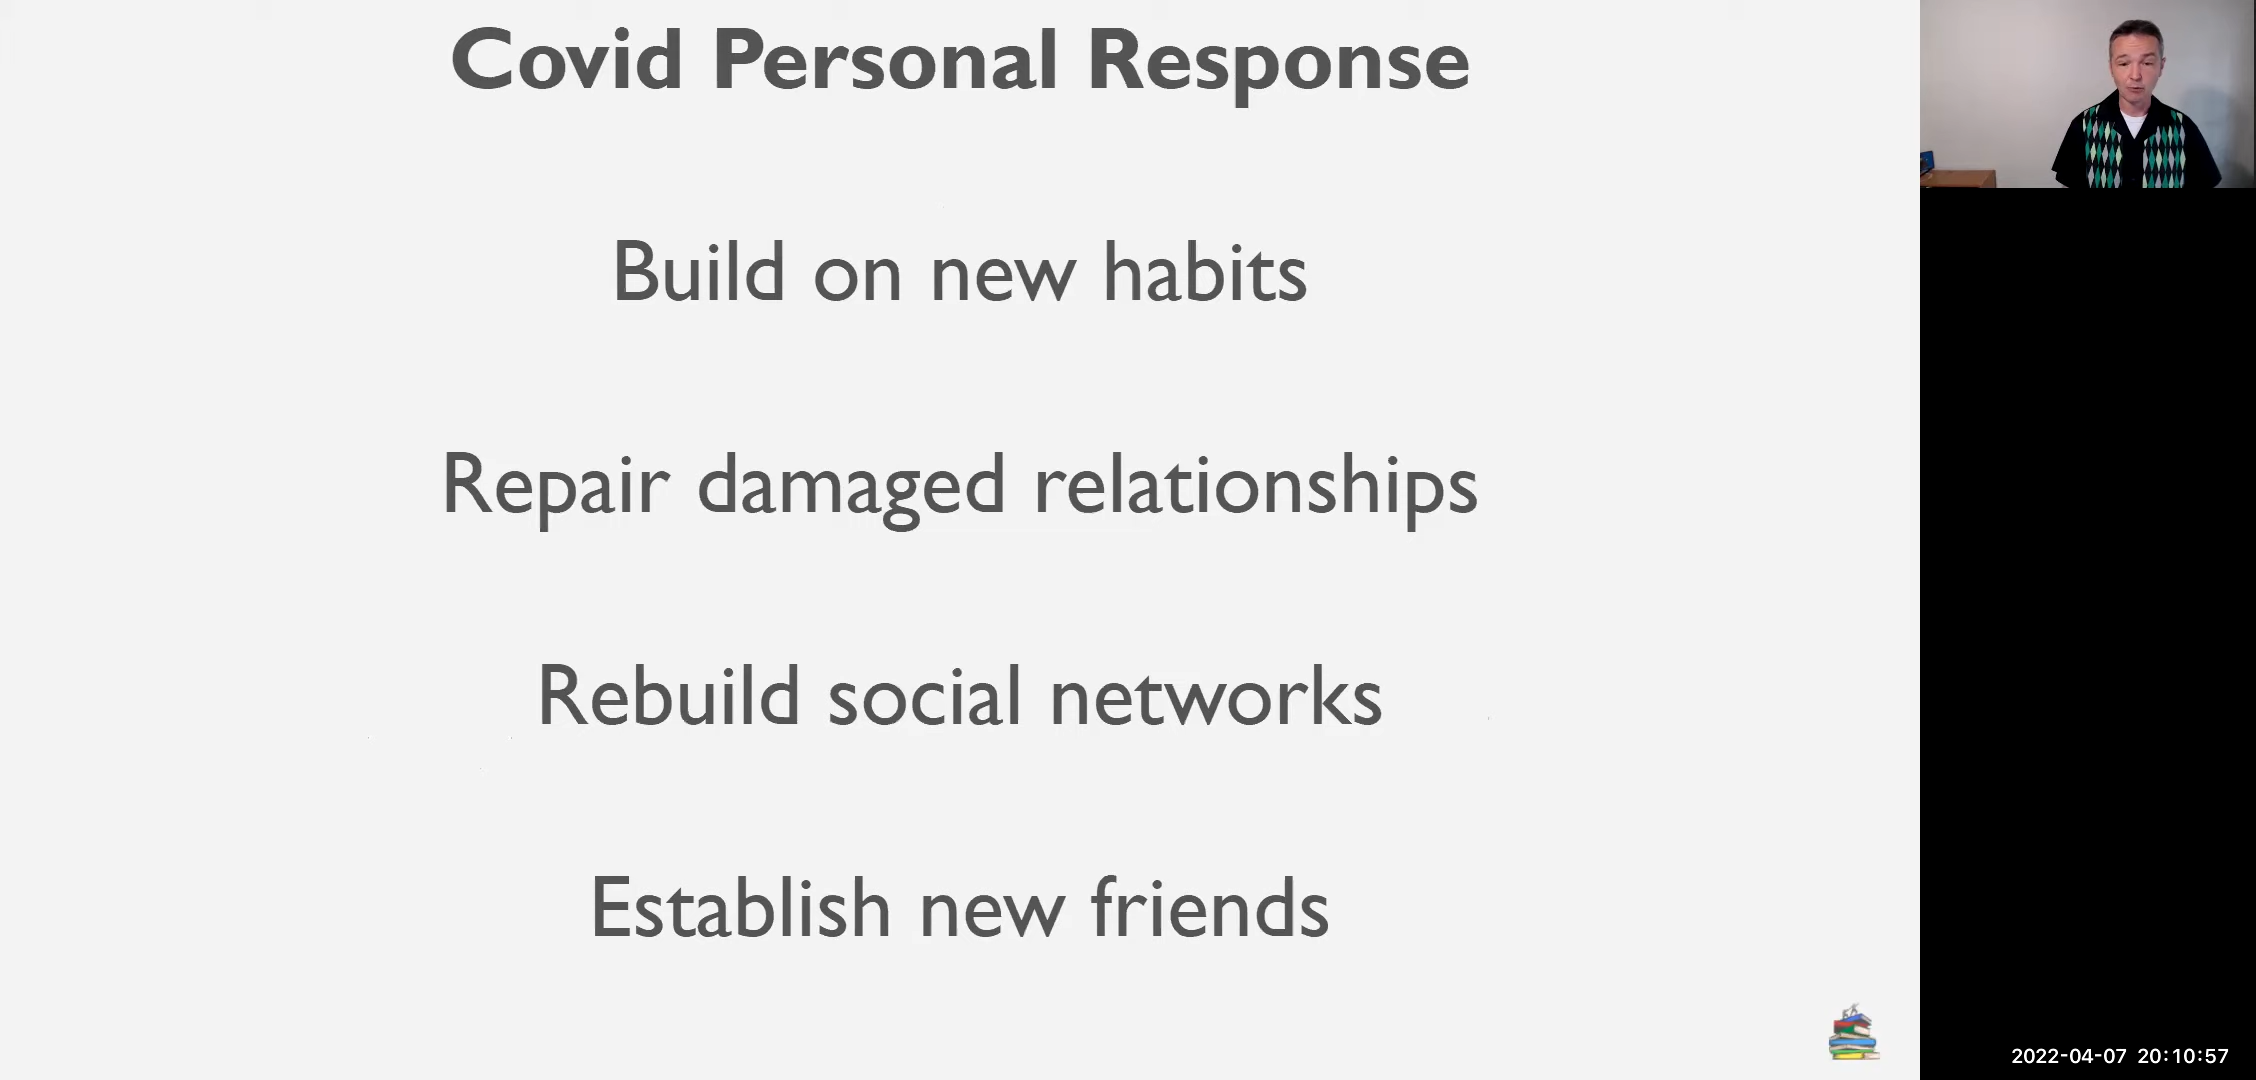 Covid Personal Response
Build on new habits
Repair damaged relationships
Rebuild social networks
Establish new friends
2022-04-07 20:10:57